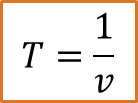 T = 1/v